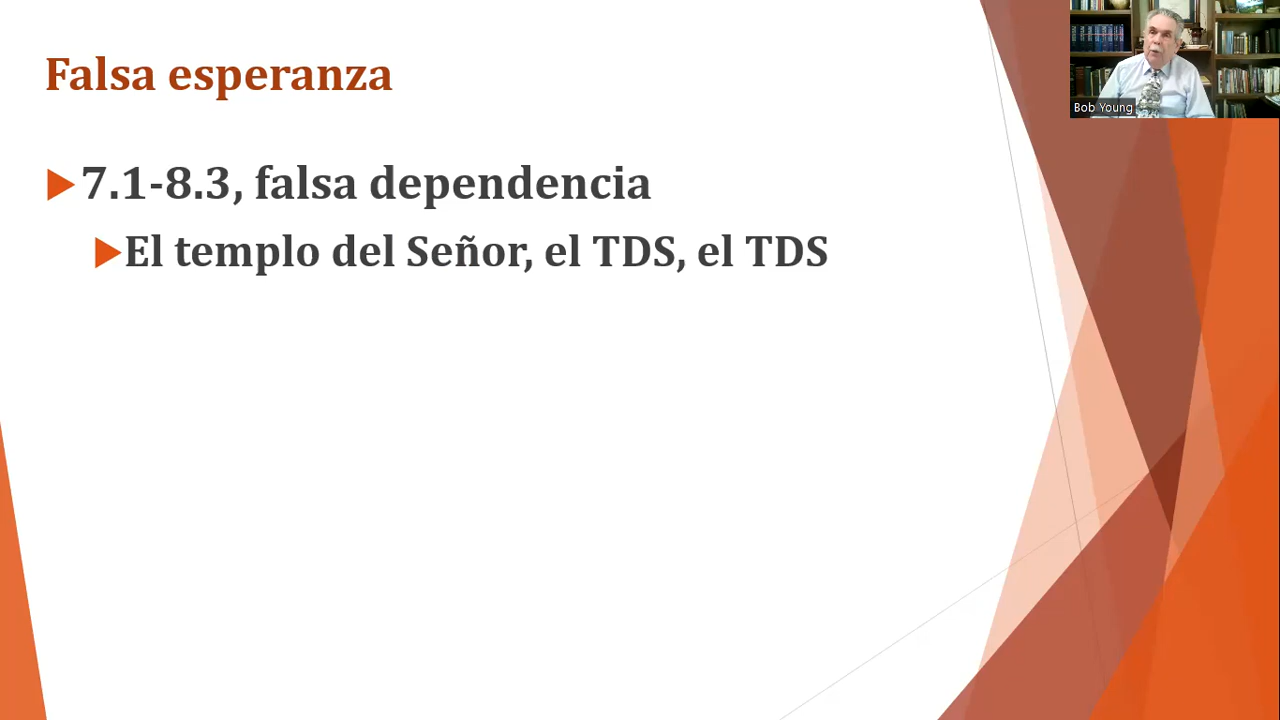 Falsa esperanza
7.1-8.3, falsa dependencia
El templo del Señor, el TDS, el TDS
Bob Young